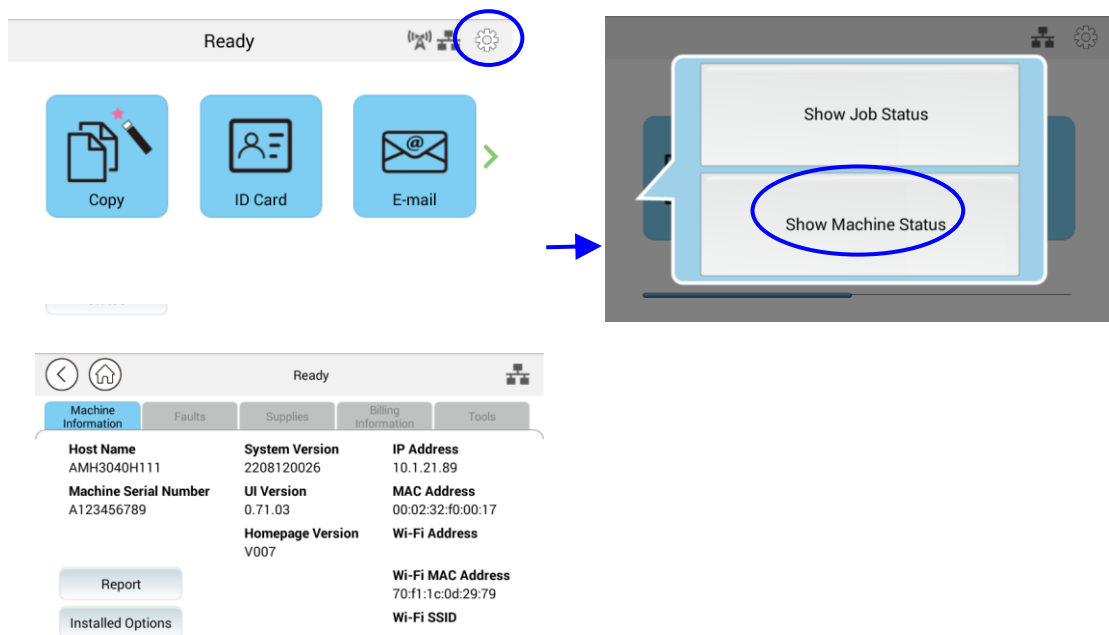 Ready
Copy
ID Card
E-mail
Show Job Status
Show Machine Status
Ready
Machine Information
Faults
Supplies
Billing Information
Tools
Host Name
AMH3040H111
Machine Serial Number
A123456789
System Version
2208120026
UI Version
0.71.03
Homepage Version
V007
IP Address
10.1.21.89
MAC Address
00:02:32:f0:00:17
Wi-Fi Address
Wi-Fi MAC Address
70:f1:1c:0d:29:79
Wi-Fi SSID
Report
Installed Options